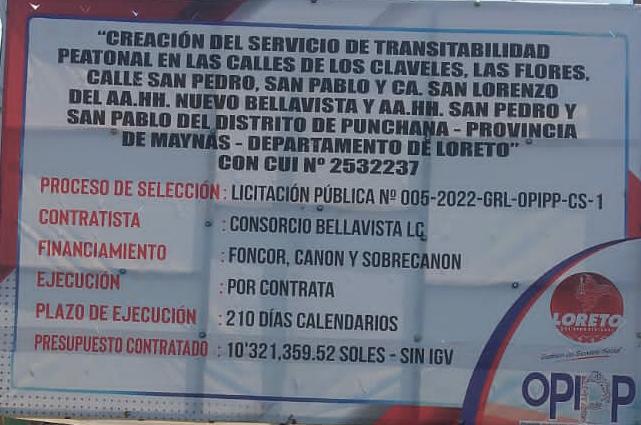 “CREACIÓN DEL SERVICIO DE TRANSITABILIDAD
PEATONAL EN LAS CALLES DE LOS CLAVELES, LAS FLORES,
CALLE SAN PEDRO, SAN PABLO Y CA. SAN LORENZO
DEL AA.HH. NUEVO BELLAVISTA Y AA.HH. SAN PEDRO Y
SAN PABLO DEL DISTRITO DE PUNCHANA - PROVINCIA
DE MAYNAS - DEPARTAMENTO DE LORETO”
CON CUI Nº 2532237
PROCESO DE SELECCIÓN : LICITACIÓN PÚBLICA Nº 005-2022-GRL-OPIPP-CS-1
CONTRATISTA : CONSORCIO BELLAVISTA LC
FINANCIAMIENTO : FONCOR, CANON Y SOBRECANON
EJECUCIÓN : POR CONTRATA
PLAZO DE EJECUCIÓN : 210 DÍAS CALENDARIOS
PRESUPUESTO CONTRATADO : 10'321,359.52 SOLES - SIN IGV
LORETO
OPIPP